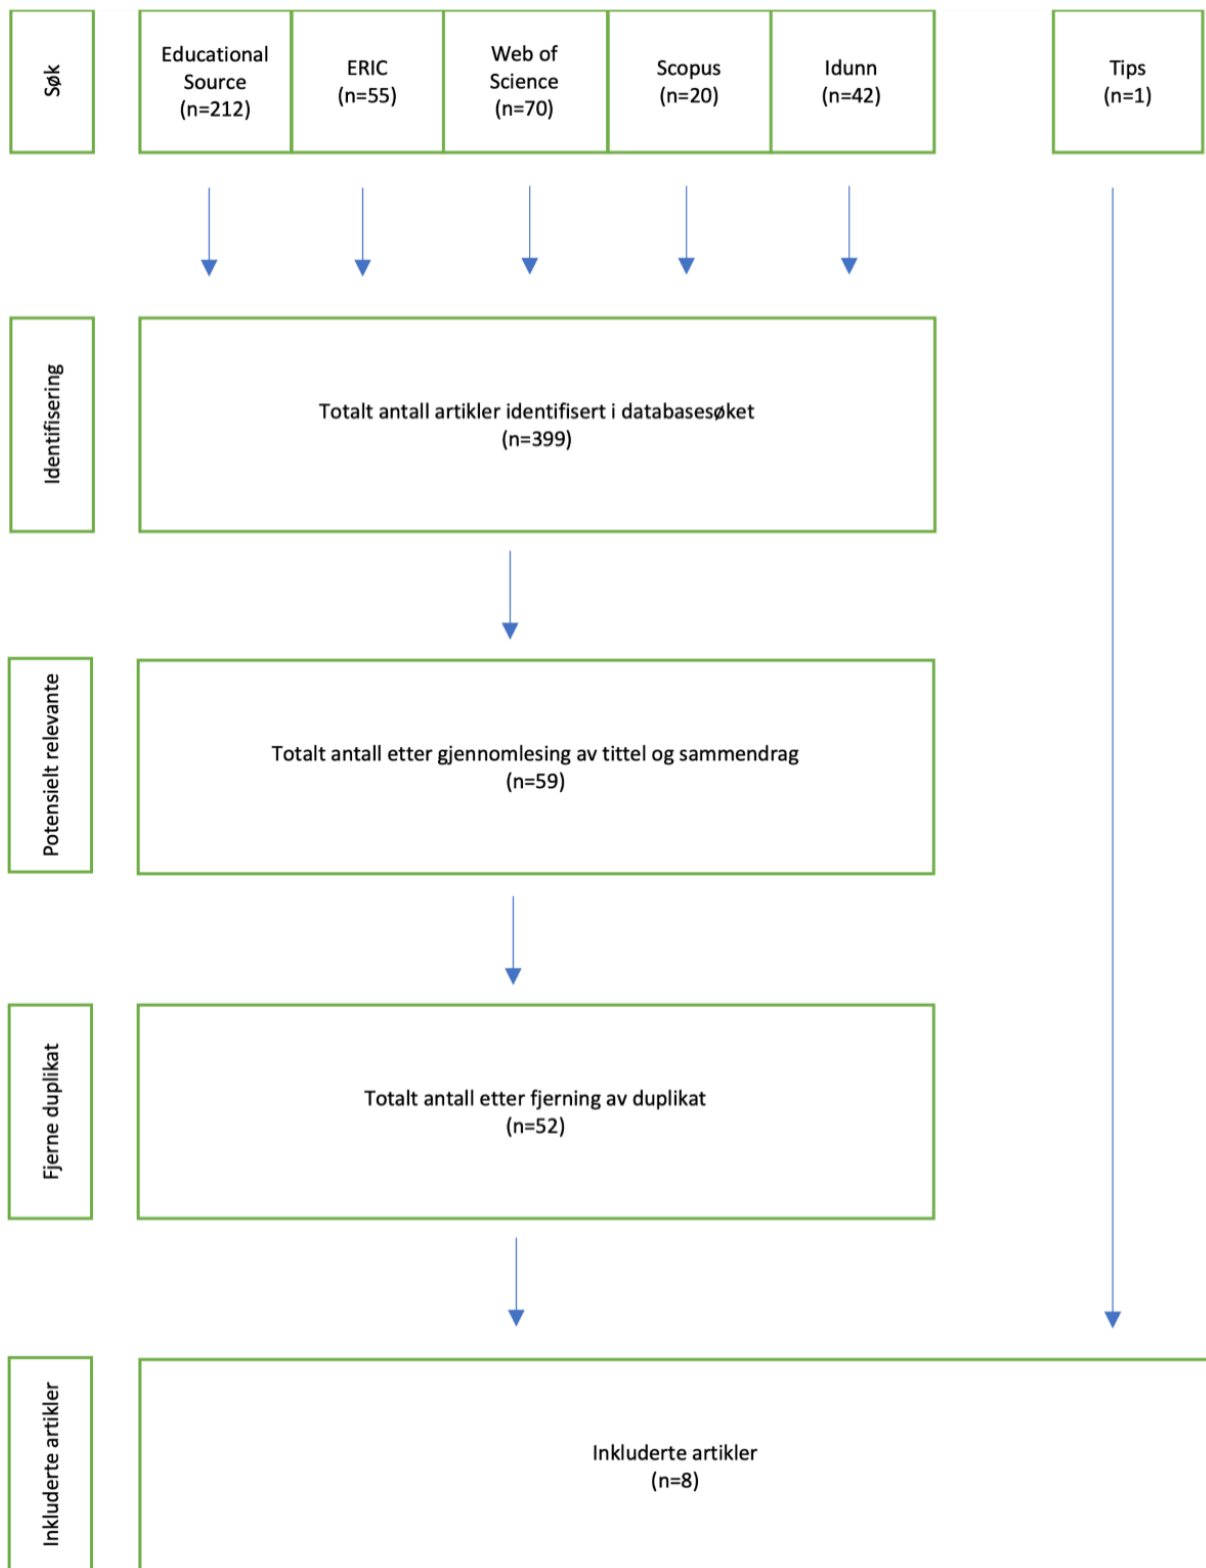 Søk
Educational
Source
(n=212)
ERIC
(n=55)
Web of
Science
(n=70)
Scopus
(n=20)
Idunn
(n=42)
Tips
(n=1)
Identifisering
Totalt antall artikler identifisert i databasesøket
(n=399)
Potensielt relevante
Totalt antall etter gjennomlesing av tittel og sammendrag
(n=59)
Fjerne duplikat
Totalt antall etter fjerning av duplikat
(n=52)
Inkluderte artikler
Inkluderte artikler
(n=8)